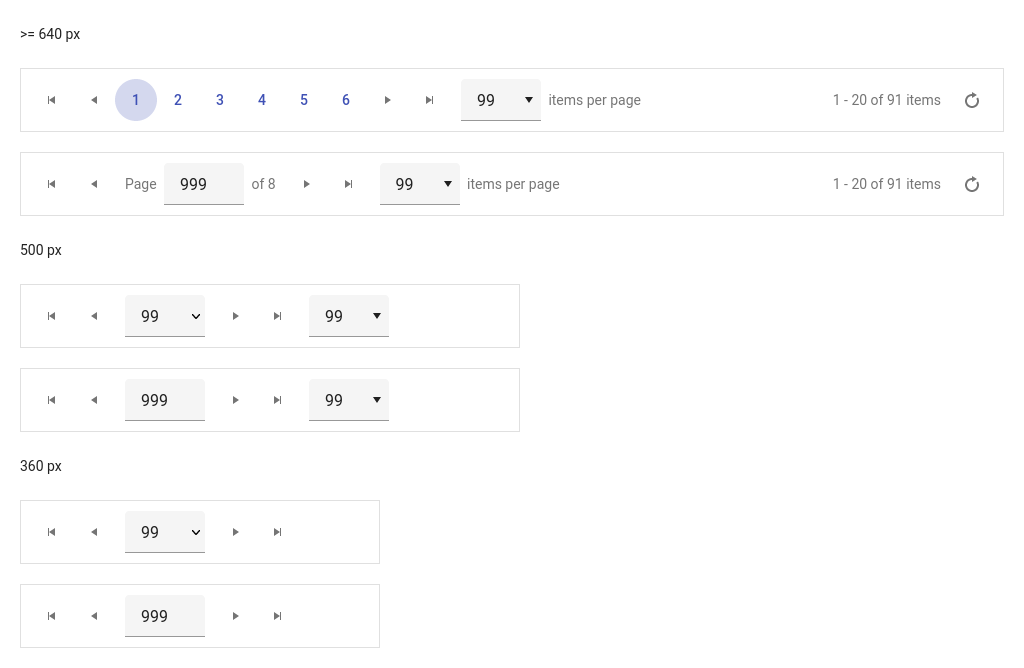 >= 640 px
1 2 3 4 5 6 99 items per page 1 - 20 of 91 items
Page 999 of 8 99 items per page 1 - 20 of 91 items
500 px
99 99
999 99
360 px
99
999